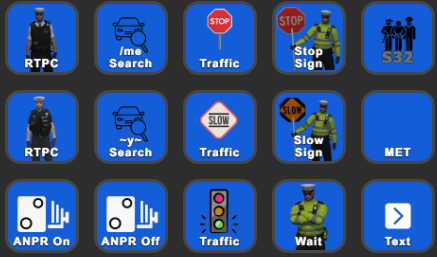 RTPC
/me
Search
STOP
Traffic
STOP
Stop
Sign
S32
RTPC
~y~
Search
SLOW
Traffic
SLOW
Slow
Sign
MET
ANPR On
ANPR Off
Traffic
Wait
Text